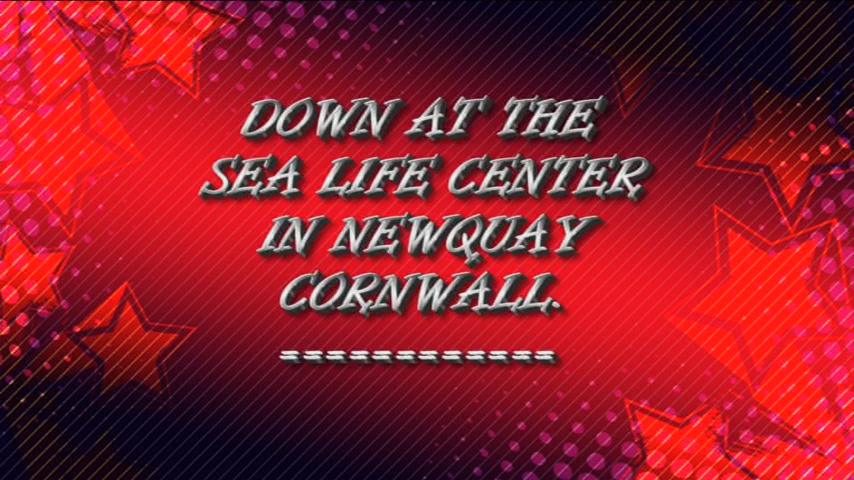 DOWN AT THE
SEA LIFE CENTER
IN NEWQUAY
CORNWALL.
============